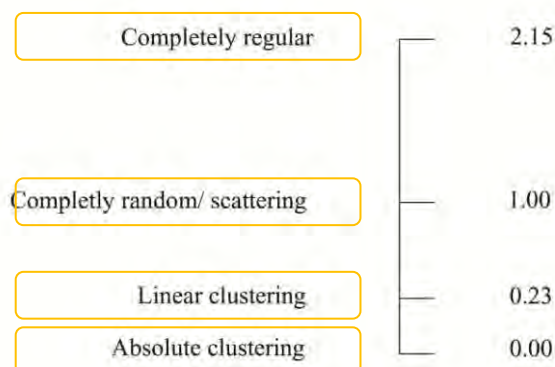 Completely regular 2.15
Completly random/ scattering 1.00
Linear clustering 0.23
Absolute clustering 0.00